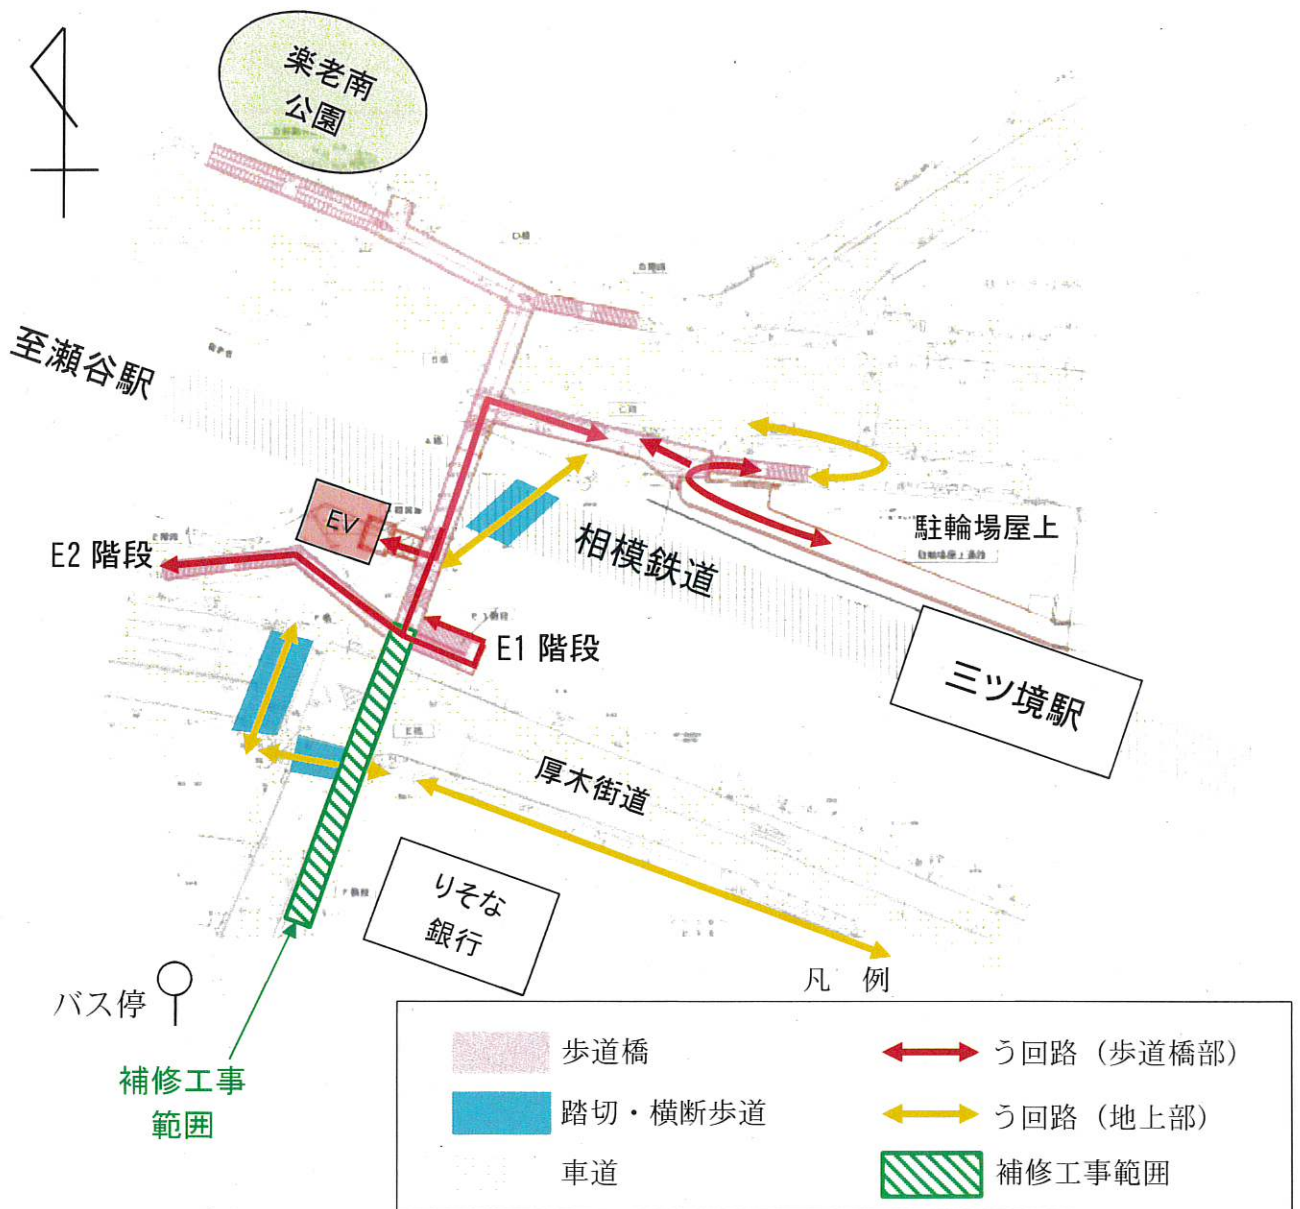 楽老南
公園
至瀬谷駅
EV
E2 階段
駐輪場屋上
相模鉄道
E1 階段
三ツ境駅
厚木街道
りそな
銀行
バス停
補修工事
範囲
凡 例
歩道橋
う回路（歩道橋部）
踏切・横断歩道
う回路（地上部）
車道
補修工事範囲